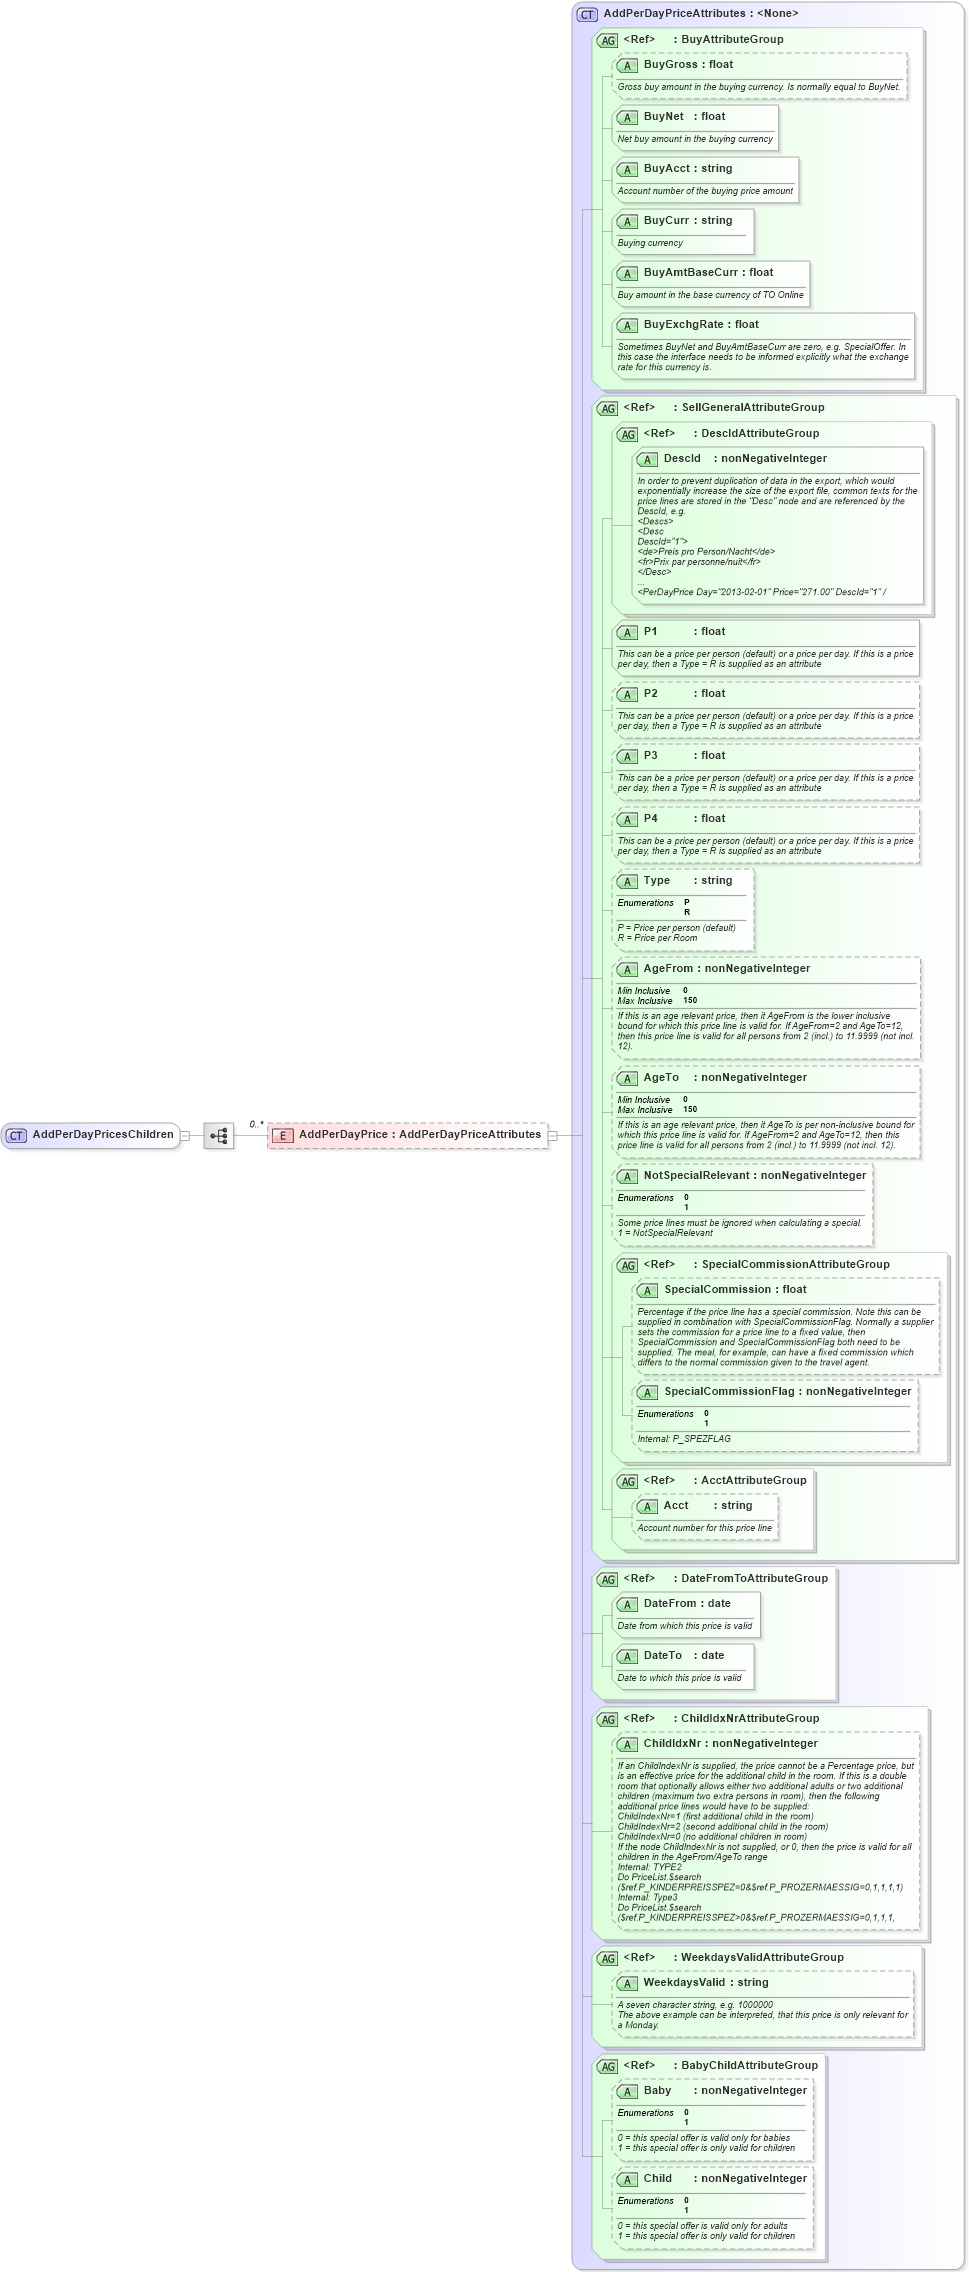 CT AddPerDayPriceAttributes : <None>
AG <Ref> : BuyAttributeGroup
A BuyGross : float
Gross buy amount in the buying currency. Is normally equal to BuyNet.
A BuyNet : float
Net buy amount in the buying currency
A BuyAcct : string
Account number of the buying price amount
A BuyCurr : string
Buying currency
A BuyAmtBaseCurr : float
Buy amount in the base currency of TO Online
A BuyExchgRate : float
Sometimes BuyNet and BuyAmtBaseCurr are zero, e.g. SpecialOffer. In
this case the interface needs to be informed explicitly what the exchange
rate for this currency is.
AG <Ref> : SellGeneralAttributeGroup
AG <Ref> : DescIdAttributeGroup
A DescId : nonNegativeInteger
In order to prevent duplication of data in the export, which would
exponentially increase the size of the export file, common texts for the
price lines are stored in the "Desc" node and are referenced by the
DescId, e.g.
<Descs>
<Desc
DescId="1">
<de>Preis pro Person/Nacht</de>
<fr>Prix par personne/nuit</fr>
</Desc>
...
<PerDayPrice Day="2013-02-01" Price="271.00" DescId="1" /
A P1 : float
This can be a price per person (default) or a price per day. If this is a price
per day, then a Type = R is supplied as an attribute
A P2 : float
This can be a price per person (default) or a price per day. If this is a price
per day, then a Type = R is supplied as an attribute
A P3 : float
This can be a price per person (default) or a price per day. If this is a price
per day, then a Type = R is supplied as an attribute
A P4 : float
This can be a price per person (default) or a price per day. If this is a price
per day, then a Type = R is supplied as an attribute
A Type : string
Enumerations P
R
P = Price per person (default)
R = Price per Room
A AgeFrom : nonNegativeInteger
Min Inclusive 0
Max Inclusive 150
If this is an age relevant price, then it AgeFrom is the lower inclusive
bound for which this price line is valid for. If AgeFrom=2 and AgeTo=12,
then this price line is valid for all persons from 2 (incl.) to 11.9999 (not incl.
12).
A AgeTo : nonNegativeInteger
Min Inclusive 0
Max Inclusive 150
If this is an age relevant price, then it AgeTo is per non-inclusive bound for
which this price line is valid for. If AgeFrom=2 and AgeTo=12, then this
price line is valid for all persons from 2 (incl.) to 11.9999 (not incl. 12).
CT AddPerDayPricesChildren 0..* E AddPerDayPrice : AddPerDayPriceAttributes
A NotSpecialRelevant : nonNegativeInteger
Enumerations 0
1
Some price lines must be ignored when calculating a special.
1 = NotSpecialRelevant
AG <Ref> : SpecialCommissionAttributeGroup
A SpecialCommission : float
Percentage if the price line has a special commission. Note this can be
supplied in combination with SpecialCommissionFlag. Normally a supplier
sets the commission for a price line to a fixed value, then
SpecialCommission and SpecialCommissionFlag both need to be
supplied. The meal, for example, can have a fixed commission which
differs to the normal commission given to the travel agent.
A SpecialCommissionFlag : nonNegativeInteger
Enumerations 0
1
Internal: P_SPEZFLAG
AG <Ref> : AcctAttributeGroup
A Acct : string
Account number for this price line
AG <Ref> : DateFromToAttributeGroup
A DateFrom : date
Date from which this price is valid
A DateTo : date
Date to which this price is valid
AG <Ref> : ChildIdxNrAttributeGroup
A ChildIdxNr : nonNegativeInteger
If an ChildIndexNr is supplied, the price cannot be a Percentage price, but
is an effective price for the additional child in the room. If this is a double
room that optionally allows either two additional adults or two additional
children (maximum two extra persons in room), then the following
additional price lines would have to be supplied:
ChildIndexNr=1 (first additional child in the room)
ChildIndexNr=2 (second additional child in the room)
ChildIndexNr=0 (no additional children in room)
If the node ChildIndexNr is not supplied, or 0, then the price is valid for all
children in the AgeFrom/AgeTo range
Internal: TYPE2
Do PriceList.$search
($ref.P_KINDERPREISSPEZ=0&$ref.P_PROZERMAESSIG=0,1,1,1,1)
Internal: Type3
Do PriceList.$search
($ref.P_KINDERPREISSPEZ>0&$ref.P_PROZERMAESSIG=0,1,1,1,
AG <Ref> : WeekdaysValidAttributeGroup
A WeekdaysValid : string
A seven character string, e.g. 1000000
The above example can be interpreted, that this price is only relevant for
a Monday.
AG <Ref> : BabyChildAttributeGroup
A Baby : nonNegativeInteger
Enumerations 0
1
0 = this special offer is valid only for babies
1 = this special offer is only valid for children
A Child : nonNegativeInteger
Enumerations 0
1
0 = this special offer is valid only for adults
1 = this special offer is only valid for children